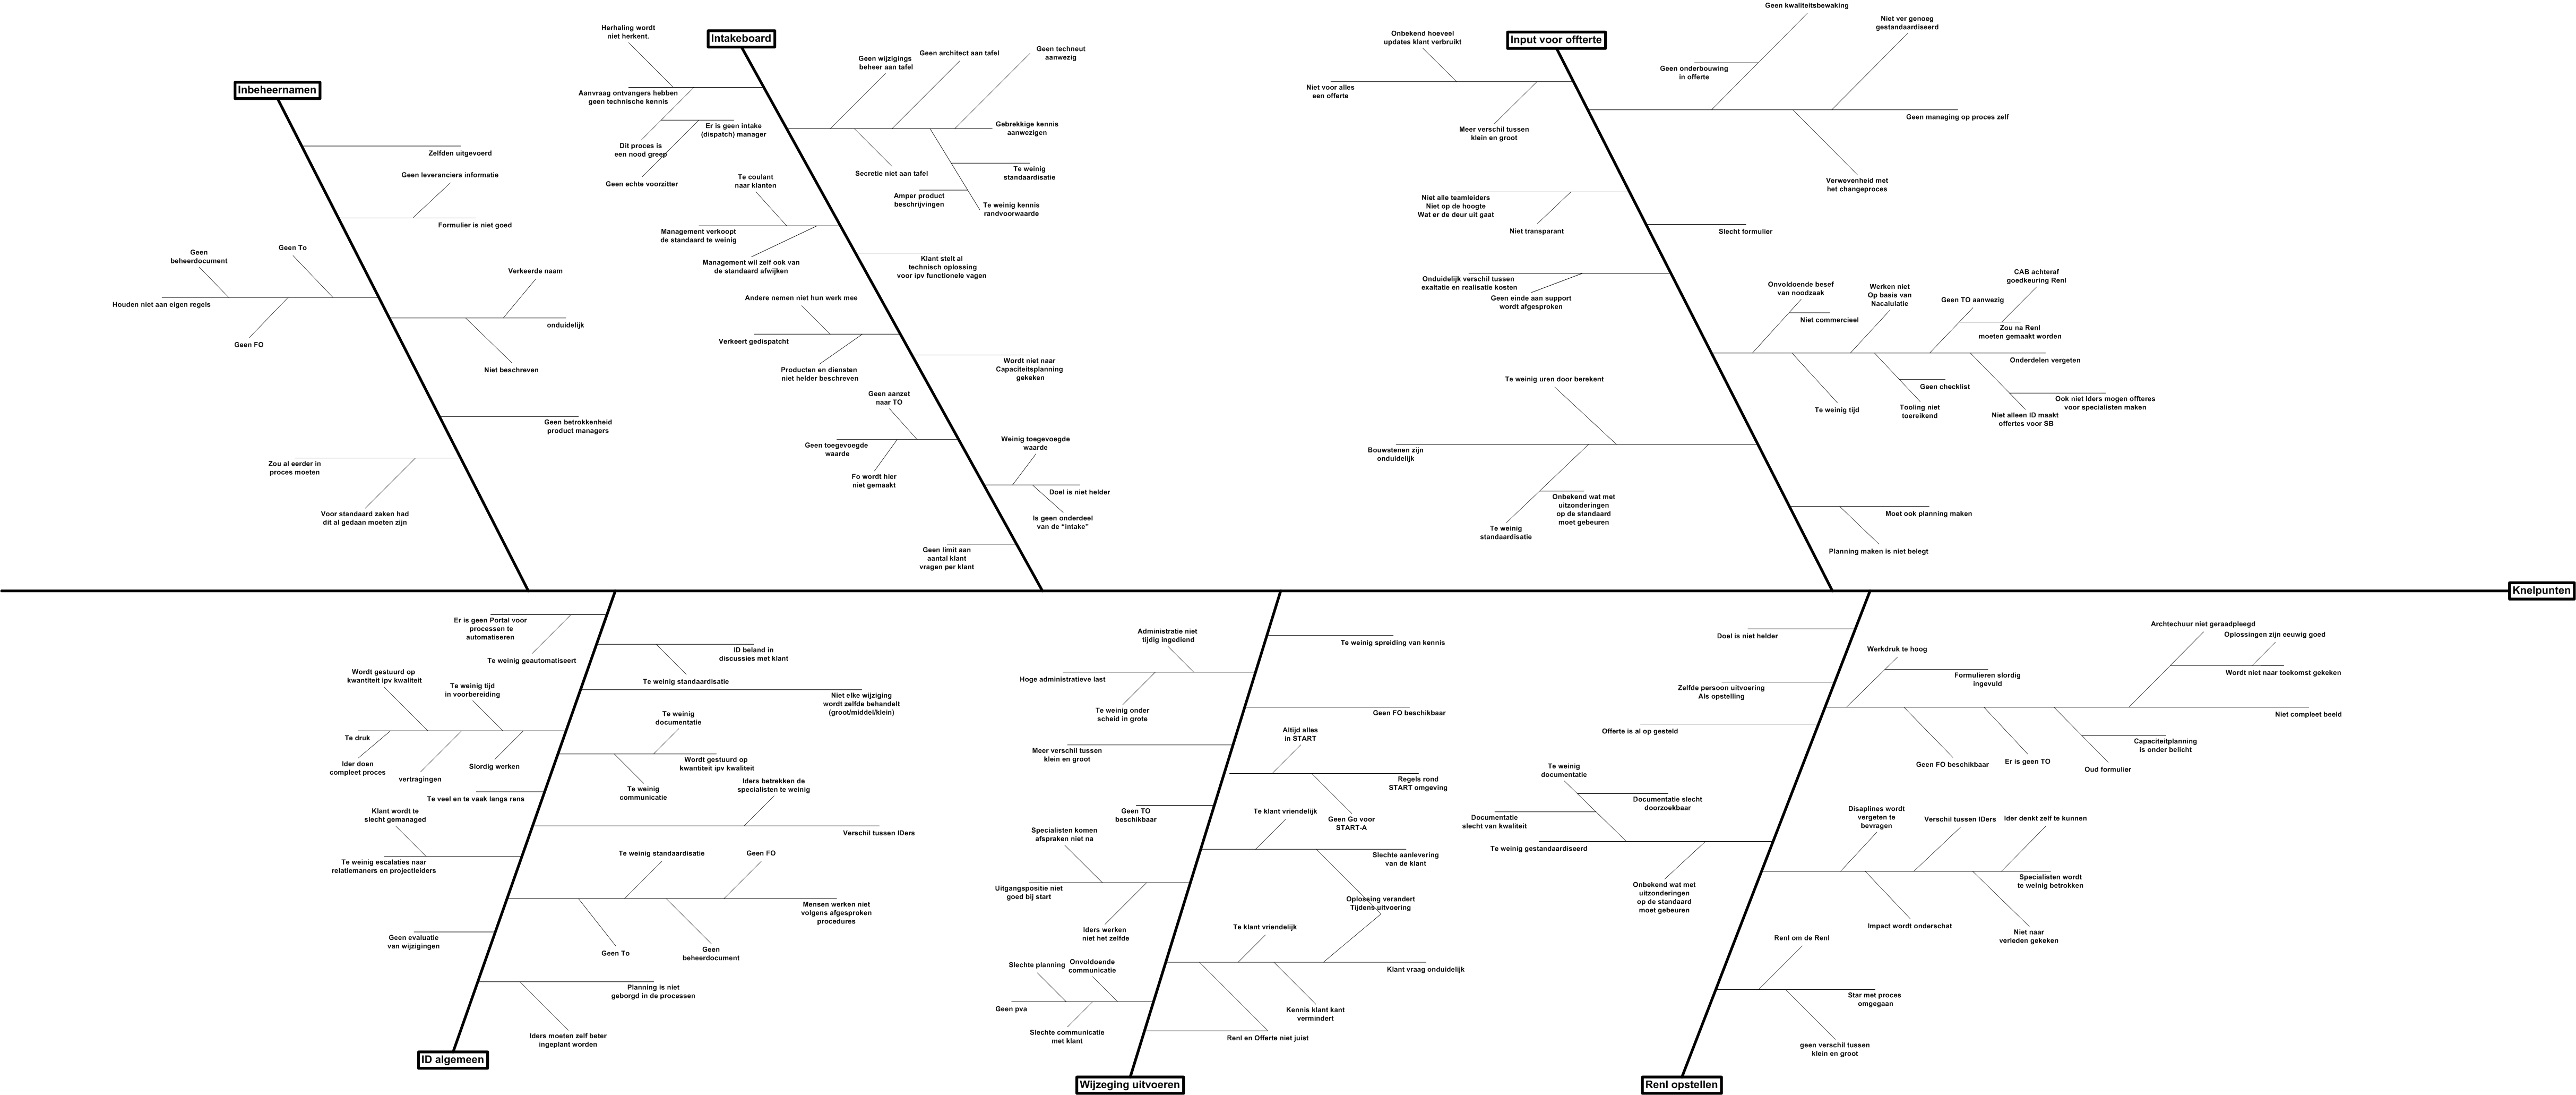 Inbeheernamen
Zelfden uitgevoerd
Geen leveranciers informatie
Formulier is niet goed
Geen
beheerdocument
Geen To
Houden niet aan eigen regels
Geen FO
Verkeerde naam
onduidelijk
Niet beschreven
Geen betrokkenheid
product managers
Zou al eerder in
proces moeten
Voor standaard zaken had
dit al gedaan moeten zijn
Intakeboard
Herhaling wordt
niet herkent.
Aanvraag ontvangers hebben
geen technische kennis
Er is geen intake
(dispatch) manager
Dit proces is
een nood greep
Geen echte voorzitter
Geen wijzigings
beheer aan tafel
Geen architect aan tafel
Geen techneut
aanwezig
Gebrekkige kennis
aanwezigen
Secretie niet aan tafel
Te weinig
standaardisatie
Amper product
beschrijvingen
Te weinig kennis
randvoorwaarde
Te coulant
naar klanten
Management verkoopt
de standaard te weinig
Management wil zelf ook van
de standaard afwijken
Klant stelt al
technisch oplossing
voor ipv functionele vagen
Andere nemen niet hun werk mee
Verkeert gedispatcht
Producten en diensten
niet helder beschreven
Wordt niet naar
Capaciteitsplanning
gekeken
Geen aanzet
naar TO
Geen toegevoegde
waarde
Fo wordt hier
niet gemaakt
Weinig toegevoegde
waarde
Doel is niet helder
Is geen onderdeel
van de “intake”
Geen limit aan
aantal klant
vragen per klant
Input voor offterte
Onbekend hoeveel
updates klant verbruikt
Niet voor alles
een offerte
Meer verschil tussen
klein en groot
Geen kwaliteitsbewaking
Niet ver genoeg
gestandaardiseerd
Geen onderbouwing
in offerte
Geen managing op proces zelf
Verwevenheid met
het changeproces
Niet alle teamleiders
Niet op de hoogte
Wat er de deur uit gaat
Niet transparant
Slecht formulier
Onduidelijk verschil tussen
exaltatie en realisatie kosten
Geen einde aan support
wordt afgesproken
Onvoldoende besef
van noodzaak
Niet commercieel
Werken niet
Op basis van
Nacalulatie
Geen TO aanwezig
CAB achteraf
goedkeuring RenI
Zou na RenI
moeten gemaakt worden
Onderdelen vergeten
Te weinig tijd
Geen checklist
Tooling niet
toereikend
Ook niet Iders mogen offteres
voor specialisten maken
Niet alleen ID maakt
offertes voor SB
Te weinig uren door berekent
Bouwstenen zijn
onduidelijk
Onbekend wat met
uitzonderingen
op de standaard
moet gebeuren
Te weinig
standaardisatie
Moet ook planning maken
Planning maken is niet belegt
Knelpunten
Er is geen Portal voor
processen te
automatiseren
Te weinig geautomatiseert
ID beland in
discussies met klant
Te weinig standaardisatie
Niet elke wijziging
wordt zelfde behandelt
(groot/middel/klein)
Wordt gestuurd op
kwantiteit ipv kwaliteit
Te weinig tijd
in voorbereiding
Te druk
Ider doen
compleet proces
vertragingen
Slordig werken
Te weinig
documentatie
Wordt gestuurd op
kwantiteit ipv kwaliteit
Te weinig
communicatie
Te veel en te vaak langs rens
Iders betrekken de
specialisten te weinig
Verschil tussen IDers
Klant wordt te
slecht gemanaged
Te weinig escalaties naar
relatiemaners en projectleiders
Te weinig standaardisatie
Geen FO
Mensen werken niet
volgens afgesproken
procedures
Geen To
Geen
beheerdocument
Geen evaluatie
van wijzigingen
Planning is niet
geborgd in de processen
Iders moeten zelf beter
ingeplant worden
ID algemeen
Te weinig spreiding van kennis
Administratie niet
tijdig ingediend
Hoge administratieve last
Te weinig onder
scheid in grote
Geen FO beschikbaar
Meer verschil tussen
klein en groot
Altijd alles
in START
Regels rond
START omgeving
Geen Go voor
START-A
Geen TO
beschikbaar
Te klant vriendelijk
Slechte aanlevering
van de klant
Specialisten komen
afspraken niet na
Uitgangspositie niet
goed bij start
Iders werken
niet het zelfde
Oplossing verandert
Tijdens uitvoering
Te klant vriendelijk
Klant vraag onduidelijk
Kennis klant kant
vermindert
Slechte planning
Onvoldoende
communicatie
Geen pva
Slechte communicatie
met klant
RenI en Offerte niet juist
Wijzeging uitvoeren
Doel is niet helder
Zelfde persoon uitvoering
Als opstelling
Offerte is al op gesteld
Werkdruk te hoog
Formulieren slordig
ingevuld
Archtechuur niet geraadpleegd
Oplossingen zijn eeuwig goed
Wordt niet naar toekomst gekeken
Niet compleet beeld
Geen FO beschikbaar
Er is geen TO
Capaciteitplanning
is onder belicht
Oud formulier
Te weinig
documentatie
Documentatie slecht
doorzoekbaar
Documentatie
slecht van kwaliteit
Te weinig gestandaardiseerd
Onbekend wat met
uitzonderingen
op de standaard
moet gebeuren
Disaplines wordt
vergeten te
bevragen
Verschil tussen IDers
Ider denkt zelf te kunnen
Specialisten wordt
te weinig betrokken
Impact wordt onderschat
Niet naar
verleden gekeken
RenI om de RenI
Star met proces
omgegaan
geen verschil tussen
klein en groot
RenI opstellen